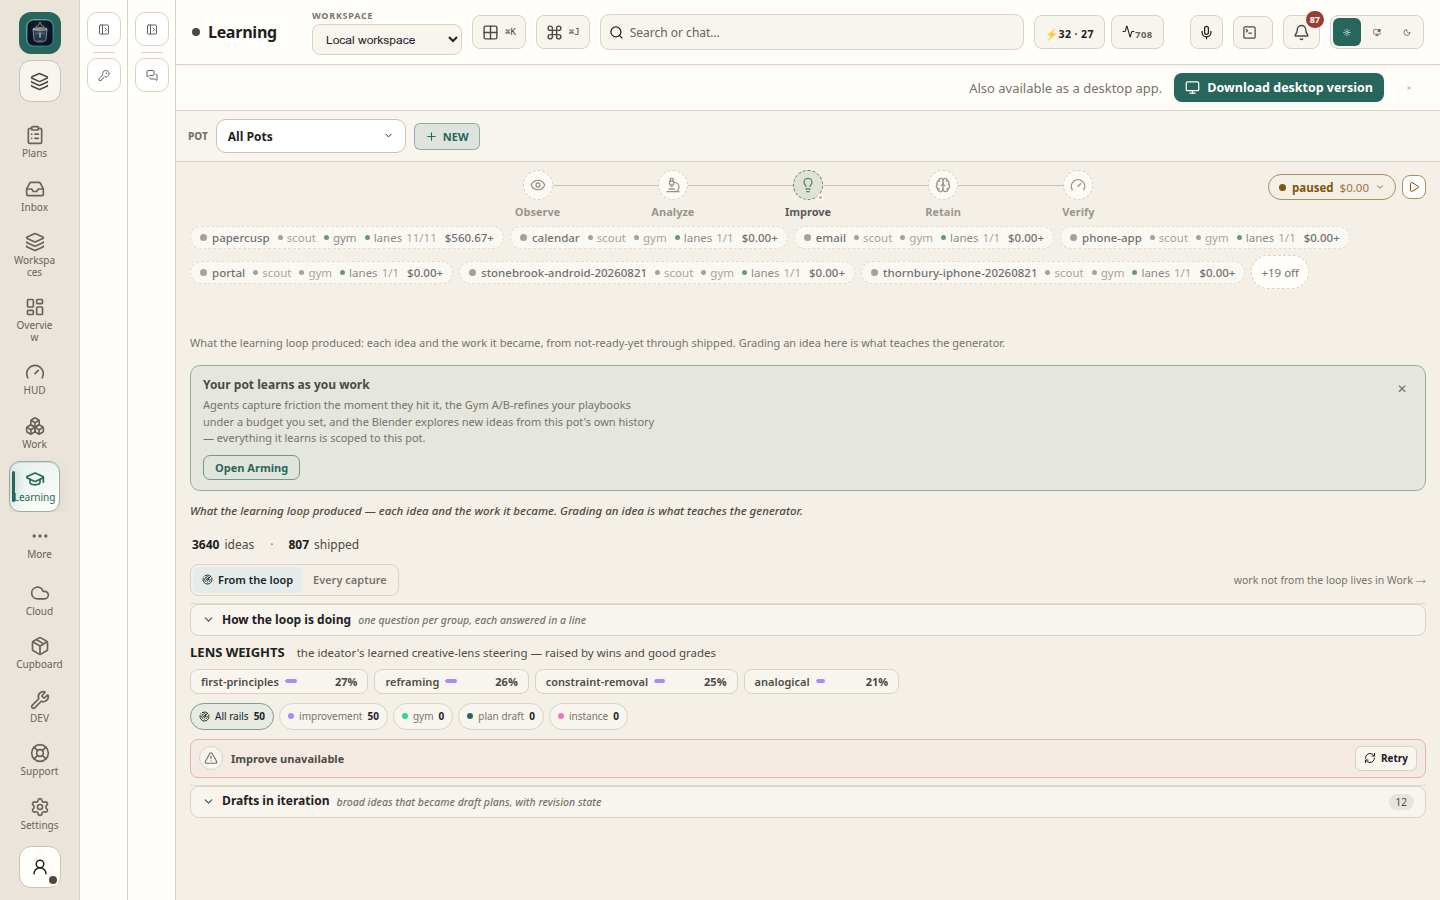 Learning
WORKSPACE
Local workspace
⌘K
⌘J
Search or chat...
⚡32 · 27
708
87
Also available as a desktop app.
Download desktop version
×
POT
All Pots
+ NEW
Observe
Analyze
Improve
Retain
Verify
paused $0.00
papercusp scout gym lanes 11/11 $560.67+
calendar scout gym lanes 1/1 $0.00+
email scout gym lanes 1/1 $0.00+
phone-app scout gym lanes 1/1 $0.00+
portal scout gym lanes 1/1 $0.00+
stonebrook-android-20260821 scout gym lanes 1/1 $0.00+
thornbury-iphone-20260821 scout gym lanes 1/1 $0.00+
+19 off
What the learning loop produced: each idea and the work it became, from not-ready-yet through shipped. Grading an idea here is what teaches the generator.
Your pot learns as you work
Agents capture friction the moment they hit it, the Gym A/B-refines your playbooks
under a budget you set, and the Blender explores new ideas from this pot's own history
— everything it learns is scoped to this pot.
Open Arming
What the learning loop produced — each idea and the work it became. Grading an idea is what teaches the generator.
3640 ideas · 807 shipped
From the loop
Every capture
work not from the loop lives in Work →
How the loop is doing one question per group, each answered in a line
LENS WEIGHTS the ideator's learned creative-lens steering — raised by wins and good grades
first-principles 27%
reframing 26%
constraint-removal 25%
analogical 21%
All rails 50
improvement 50
gym 0
plan draft 0
instance 0
Improve unavailable
Retry
Drafts in iteration broad ideas that became draft plans, with revision state
12
Plans
Inbox
Workspa
ces
Overvie
w
HUD
Work
Learning
More
Cloud
Cupboard
DEV
Support
Settings